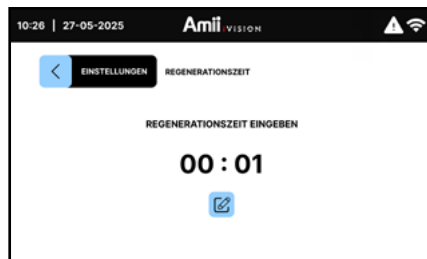 10:26 | 27-05-2025 Amii.VISION
EINSTELLUNGEN REGENERATIONSZEIT
REGENERATIONSZEIT EINGEBEN
00 : 01